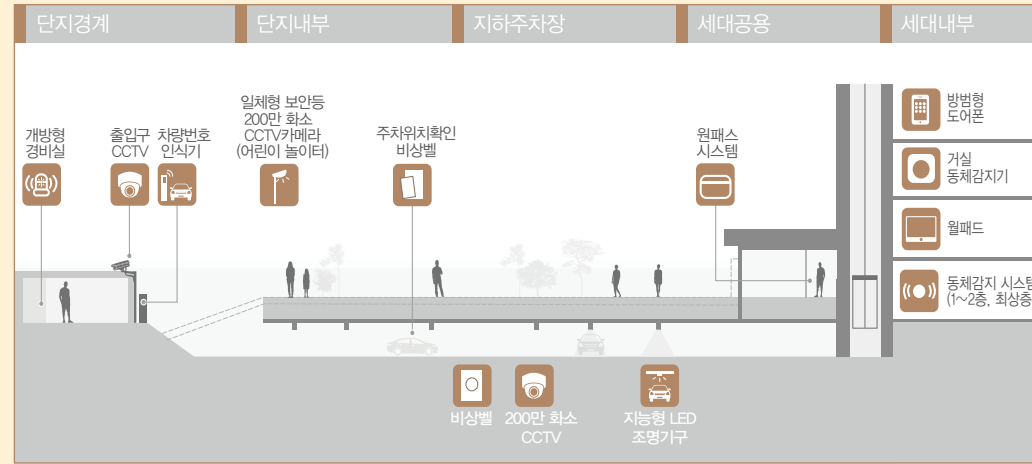 단지경계
단지내부
지하주차장
세대공용
세대내부
개방형
경비실
출입구
CCTV
차량번호
인식기
일체형 보안등
200만 화소
CCTV카메라
(어린이 놀이터)
주차위치확인
비상벨
원패스
시스템
방범형
도어폰
거실
동체감지기
월패드
동체감지 시스템
(1~2층, 최상층
비상벨
200만 화소
CCTV
지능형 LED
조명기구